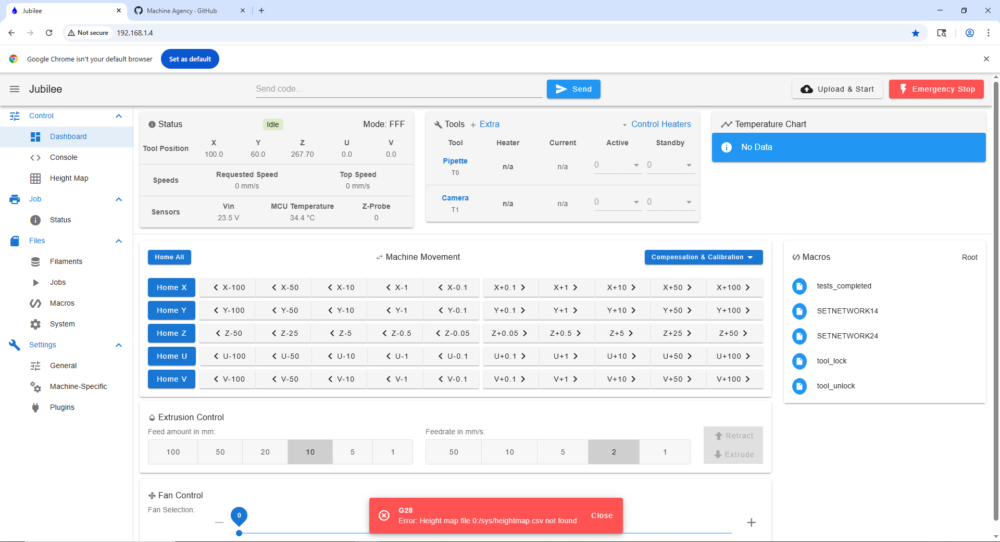 Jubilee
Machine Agency · GitHub
Not secure
192.168.1.4
Google Chrome isn't your default browser
Set as default
Jubilee
Send code...
Send
Upload & Start
Emergency Stop
Control
Dashboard
Console
Height Map
Job
Status
Files
Filaments
Jobs
Macros
System
Settings
General
Machine-Specific
Plugins
Status
Idle
Mode: FFF
Tool Position
X Y Z U V
100.0 60.0 267.70 0.0 0.0
Speeds
Requested Speed Top Speed
0 mm/s 0 mm/s
Sensors
Vin MCU Temperature Z-Probe
23.5 V 34.4 °C 0
Tools + Extra
Control Heaters
Tool Heater Current Active Standby
Pipette
T0
n/a n/a 0 0
Camera
T1
n/a n/a 0 0
Temperature Chart
No Data
Home All
Machine Movement
Compensation & Calibration
Home X X-100 X-50 X-10 X-1 X-0.1 X+0.1 X+1 X+10 X+50 X+100
Home Y Y-100 Y-50 Y-10 Y-1 Y-0.1 Y+0.1 Y+1 Y+10 Y+50 Y+100
Home Z Z-50 Z-25 Z-5 Z-0.5 Z-0.05 Z+0.05 Z+0.5 Z+5 Z+25 Z+50
Home U U-100 U-50 U-10 U-1 U-0.1 U+0.1 U+1 U+10 U+50 U+100
Home V V-100 V-50 V-10 V-1 V-0.1 V+0.1 V+1 V+10 V+50 V+100
Macros
Root
tests_completed
SETNETWORK14
SETNETWORK24
tool_lock
tool_unlock
Extrusion Control
Feed amount in mm:
100 50 20 10 5 1
Feedrate in mm/s:
50 10 5 2 1
Retract
Extrude
Fan Control
Fan Selection:
0
G28
Error: Height map file 0:/sys/heightmap.csv not found
Close